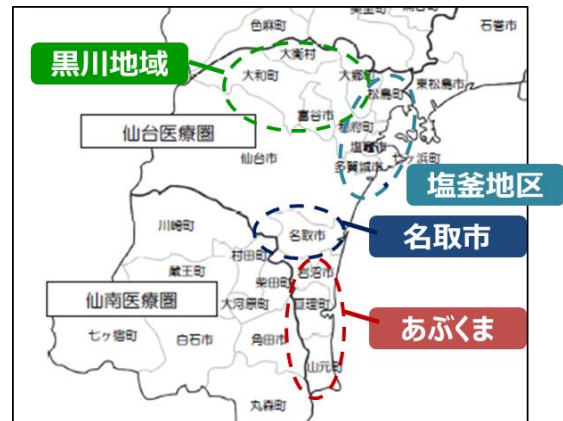 色麻町
美里町
石巻市
大衡村
黒川地域
大和町
大郷町
東松島市
松島町
富谷市
利府町
仙台医療圏
塩竈市
仙台市
多賀城市
七ヶ浜町
塩釜地区
川崎町
名取市
名取市
村田町
蔵王町
岩沼市
柴田町
仙南医療圏
大河原町
亘理町
あぶくま
七ヶ宿町
白石市
角田市
山元町
丸森町